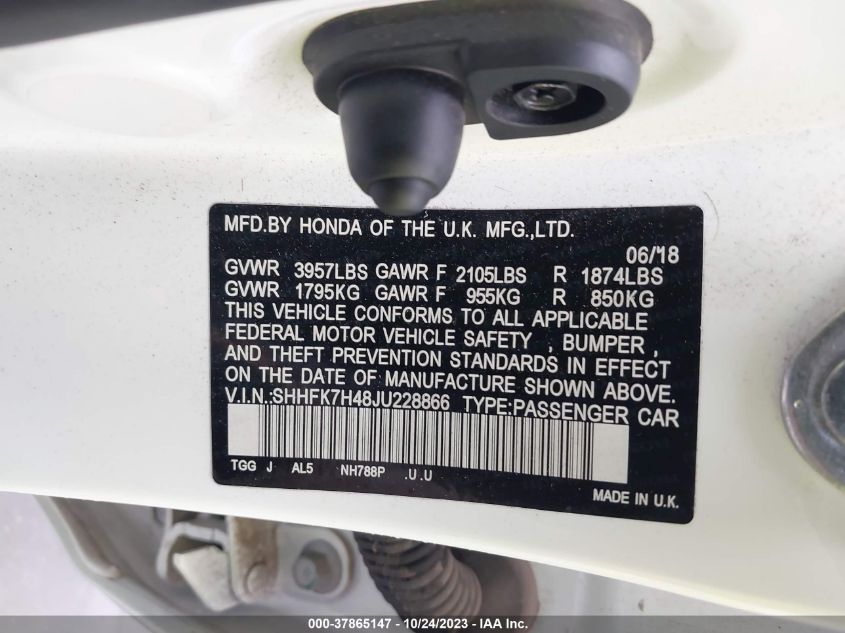 MFD.BY HONDA OF THE U.K. MFG.,LTD.
06/18
GVWR 3957LBS GAWR F 2105LBS R 1874LBS
GVWR 1795KG GAWR F 955KG R 850KG
THIS VEHICLE CONFORMS TO ALL APPLICABLE
FEDERAL MOTOR VEHICLE SAFETY , BUMPER ,
AND THEFT PREVENTION STANDARDS IN EFFECT
ON THE DATE OF MANUFACTURE SHOWN ABOVE.
V.I.N.:SHHFK7H48JU228866 TYPE:PASSENGER CAR
TGG J AL5 NH788P .U.U
MADE IN U.K.
000-37865147 - 10/24/2023 - IAA Inc.